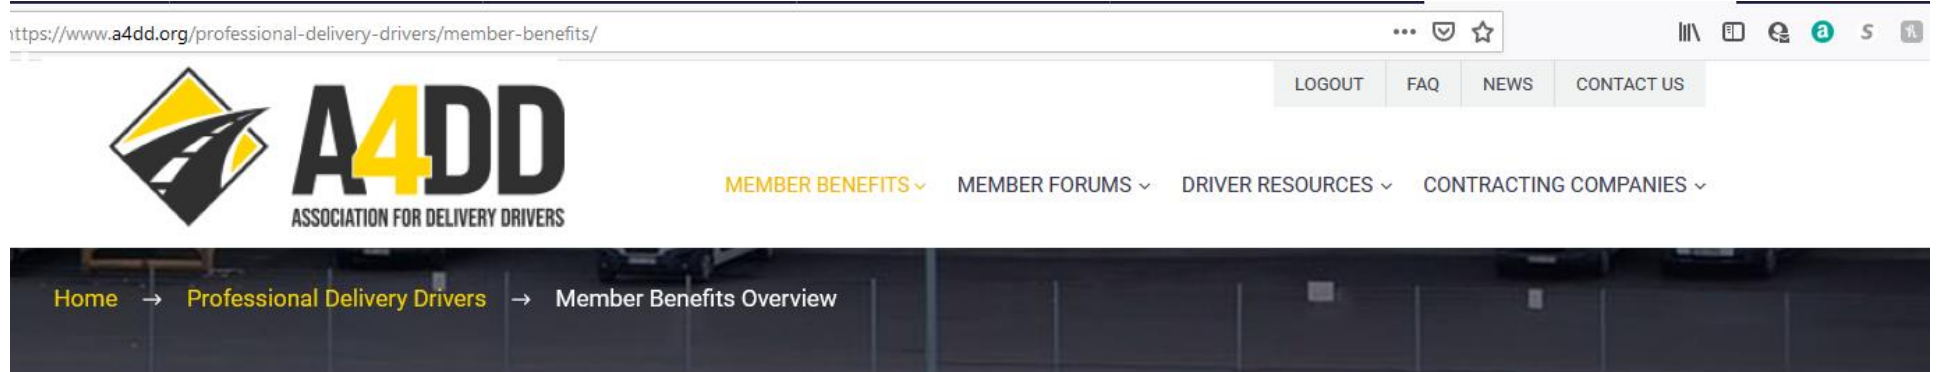 ttps://www.a4dd.org/professional-delivery-drivers/member-benefits/
LOGOUT FAQ NEWS CONTACT US
A4DD
ASSOCIATION FOR DELIVERY DRIVERS
MEMBER BENEFITS MEMBER FORUMS DRIVER RESOURCES CONTRACTING COMPANIES
Home → Professional Delivery Drivers → Member Benefits Overview